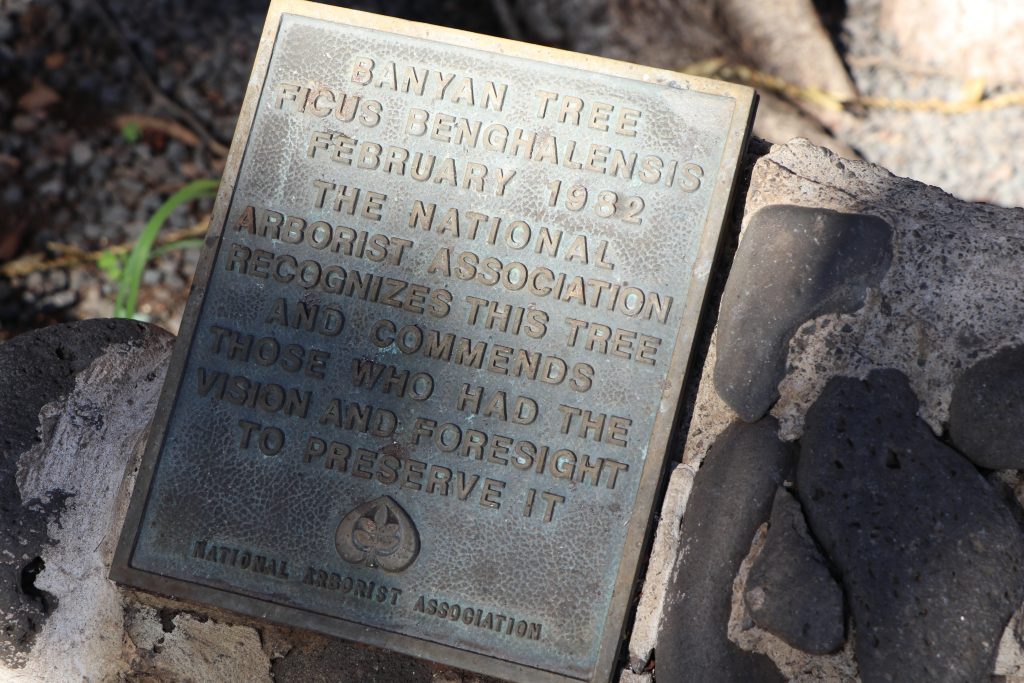 BANYAN TREE
FICUS BENGHALENSIS
FEBRUARY 1982
THE NATIONAL
ARBORIST ASSOCIATION
RECOGNIZES THIS TREE
AND COMMENDS
THOSE WHO HAD THE
VISION AND FORESIGHT
TO PRESERVE IT
NATIONAL ARBORIST ASSOCIATION